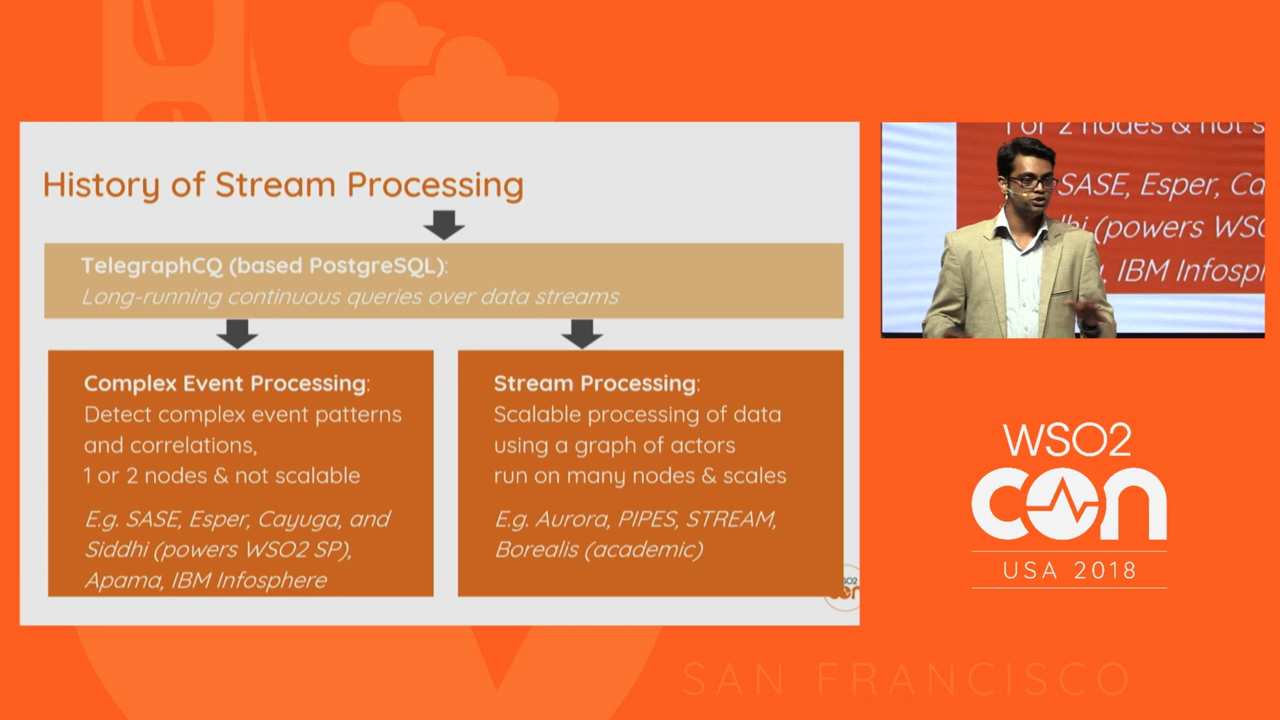 History of Stream Processing
TelegraphCQ (based PostgreSQL):
Long-running continuous queries over data streams
Complex Event Processing:
Detect complex event patterns
and correlations,
1 or 2 nodes & not scalable
E.g. SASE, Esper, Cayuga, and
Siddhi (powers WSO2 SP),
Apama, IBM Infosphere
Stream Processing:
Scalable processing of data
using a graph of actors
run on many nodes & scales
E.g. Aurora, PIPES, STREAM,
Borealis (academic)
1 or 2 nodes & not s
SASE, Esper, Ca
(powers WSO
IBM Infosp
WSO2
con
USA 2018
SAN FRANCISCO